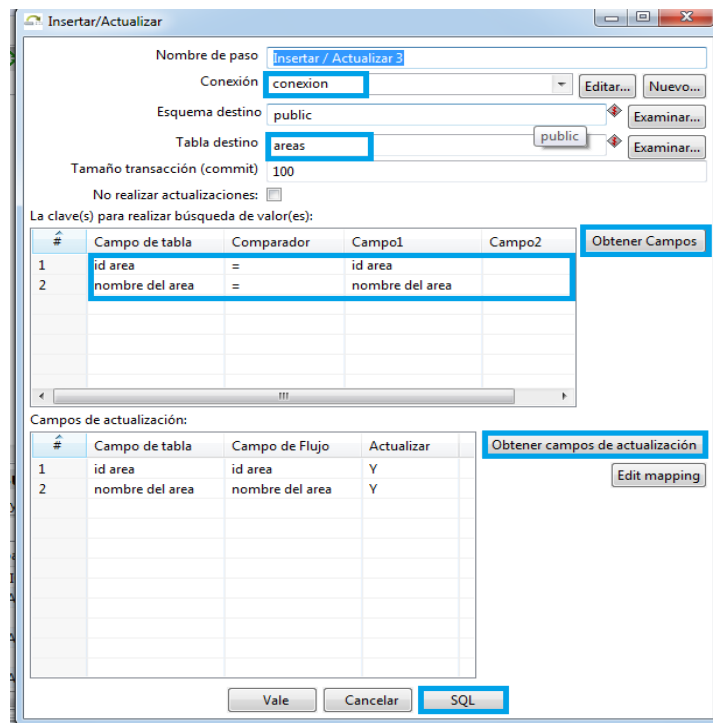 Insertar/Actualizar
Nombre de paso Insertar / Actualizar 3
Conexión conexion Editar... Nuevo...
Esquema destino public Examinar...
public
Tabla destino areas Examinar...
Tamaño transacción (commit) 100
No realizar actualizaciones:
La clave(s) para realizar búsqueda de valor(es):
# Campo de tabla Comparador Campo1 Campo2 Obtener Campos
1 id area = id area
2 nombre del area = nombre del area
Campos de actualización:
# Campo de tabla Campo de Flujo Actualizar Obtener campos de actualización
1 id area id area Y
2 nombre del area nombre del area Y
Edit mapping
Vale Cancelar SQL